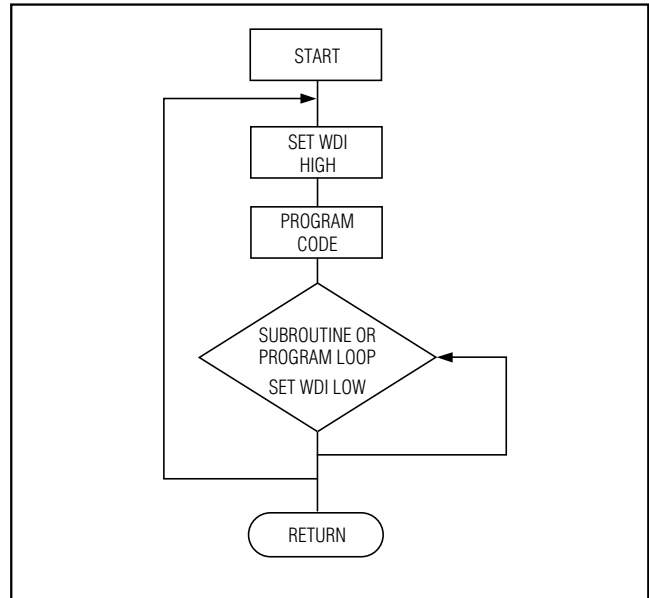 START
SET WDI
HIGH
PROGRAM
CODE
SUBROUTINE OR
PROGRAM LOOP
SET WDI LOW
RETURN